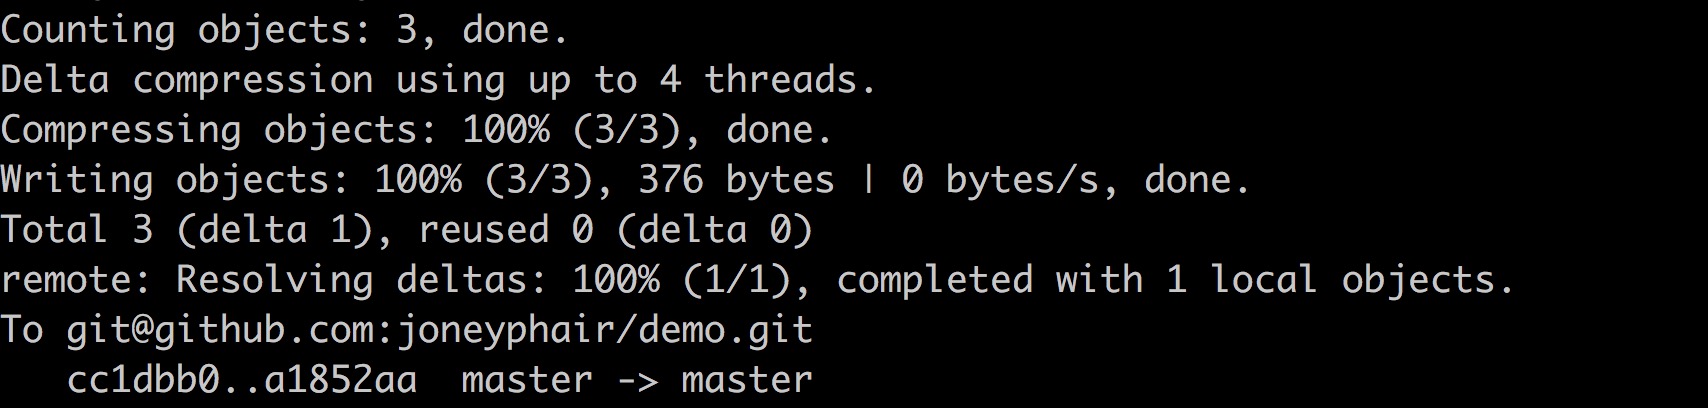 Counting objects: 3, done.
Delta compression using up to 4 threads.
Compressing objects: 100% (3/3), done.
Writing objects: 100% (3/3), 376 bytes | 0 bytes/s, done.
Total 3 (delta 1), reused 0 (delta 0)
remote: Resolving deltas: 100% (1/1), completed with 1 local objects.
To git@github.com:joneyphair/demo.git
   cc1dbb0..a1852aa  master -> master